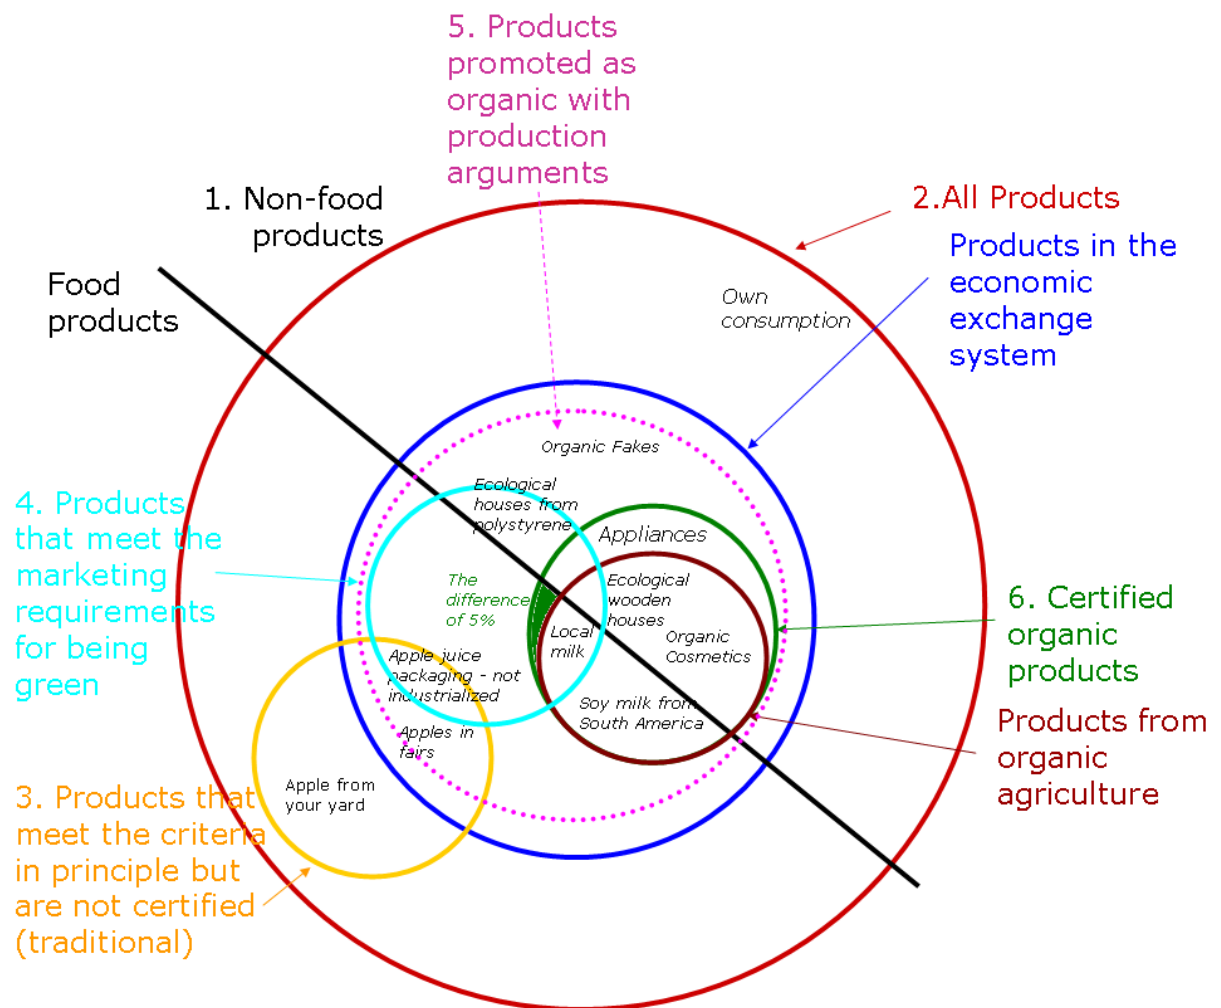 5. Products
promoted as
organic with
production
arguments
1. Non-food
products
2.All Products
Food
products
Products in the
economic
exchange
system
Own
consumption
Organic Fakes
Ecological
houses from
polystyrene
4. Products
that meet the
marketing
requirements
for being
green
Appliances
The
difference
of 5%
Ecological
wooden
houses
Local
milk
Organic
Cosmetics
6. Certified
organic
products
Apple juice
packaging - not
industrialized
Soy milk from
South America
Apples in
fairs
Products from
organic
agriculture
Apple from
your yard
3. Products that
meet the criteria
in principle but
are not certified
(traditional)